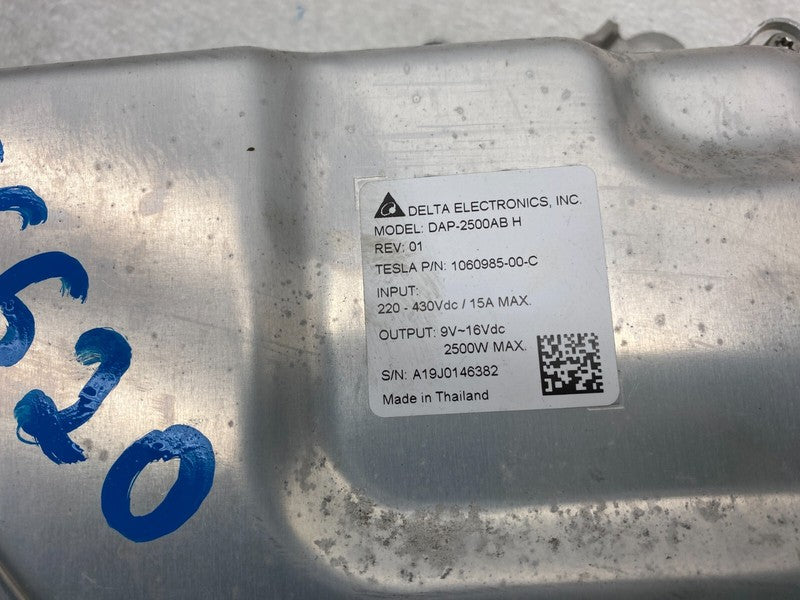 DELTA ELECTRONICS, INC.
MODEL: DAP-2500AB H
REV: 01
TESLA P/N: 1060985-00-C
INPUT:
220 - 430Vdc / 15A MAX.
OUTPUT: 9V~16Vdc
2500W MAX.
S/N: A19J0146382
Made in Thailand
520